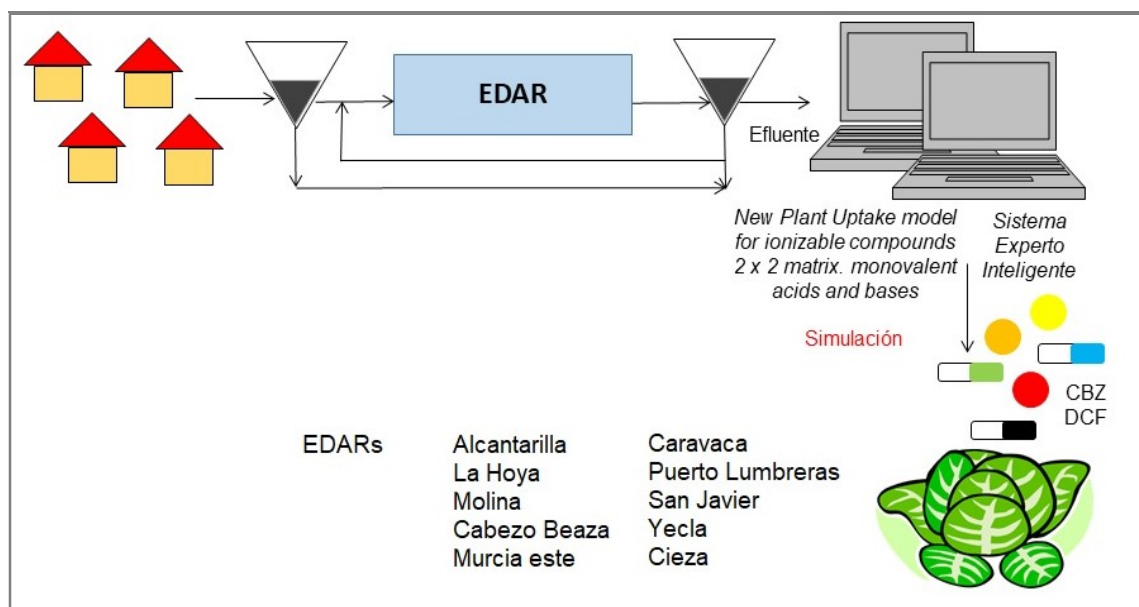 EDAR
Efluente
New Plant Uptake model
for ionizable compounds
2 x 2 matrix. monovalent
acids and bases
Sistema
Experto
Inteligente
Simulación
CBZ
DCF
EDARs
Alcantarilla
La Hoya
Molina
Cabezo Beaza
Murcia este
Caravaca
Puerto Lumbreras
San Javier
Yecla
Cieza